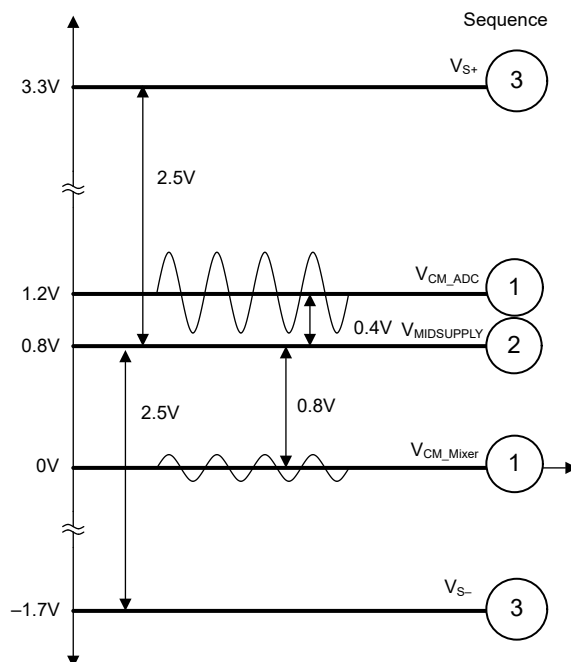 Sequence
V_S+
3
3.3V
2.5V
V_CM_ADC
1
1.2V
0.4V
V_MIDSUPPLY
2
0.8V
2.5V
0.8V
V_CM_Mixer
1
0V
V_S–
3
–1.7V